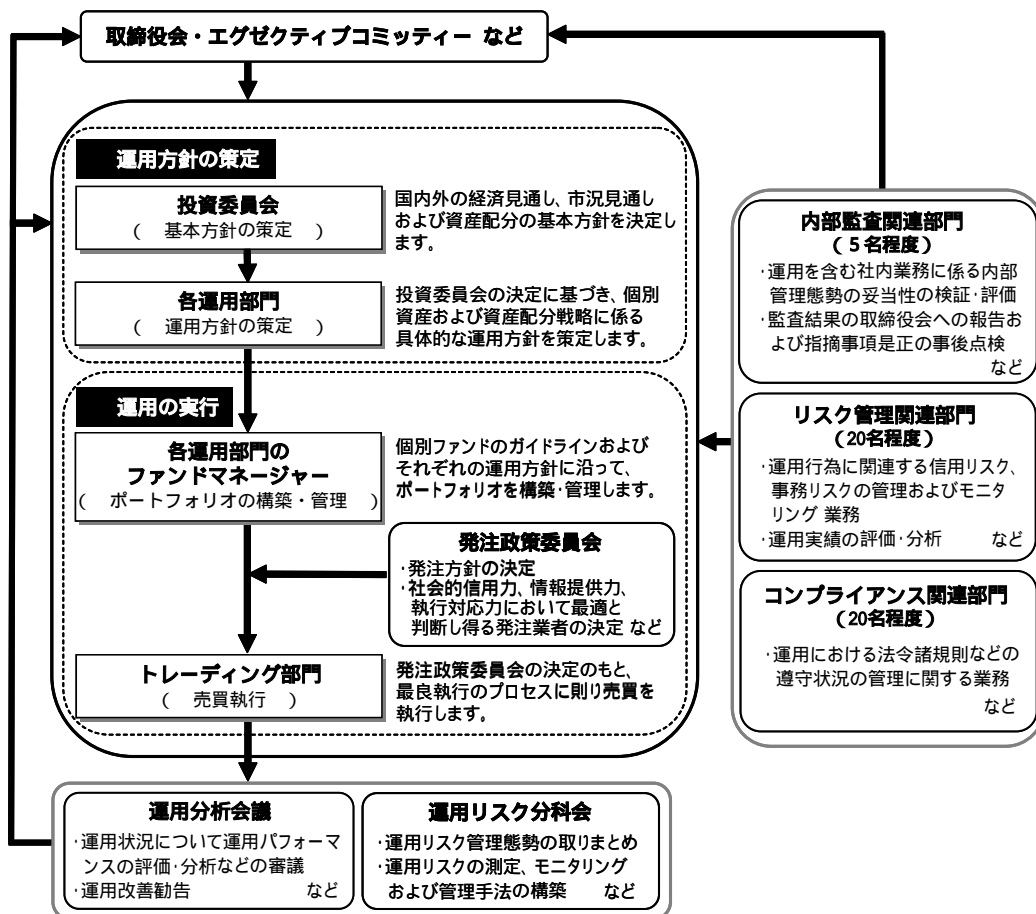 取締役会・エグゼクティブコミッティー など
運用方針の策定
投資委員会
( 基本方針の策定 )
国内外の経済見通し、市況見通し
および資産配分の基本方針を決定し
ます。
各運用部門
( 運用方針の策定 )
投資委員会の決定に基づき、個別
資産および資産配分戦略に係る
具体的な運用方針を策定します。
運用の実行
各運用部門の
ファンドマネージャー
( ポートフォリオの構築・管理 )
個別ファンドのガイドラインおよび
それぞれの運用方針に沿って、
ポートフォリオを構築・管理します。
発注政策委員会
・発注方針の決定
・社会的信用力、情報提供力、
執行対応力において最適と
判断し得る発注業者の決定 など
トレーディング部門
( 売買執行 )
発注政策委員会の決定のもと、
最良執行のプロセスに則り売買を
執行します。
運用分析会議
・運用状況について運用パフォーマ
ンスの評価・分析などの審議
・運用改善勧告 など
運用リスク分科会
・運用リスク管理態勢の取りまとめ
・運用リスクの測定、モニタリング
および管理手法の構築 など
内部監査関連部門
(5名程度)
・運用を含む社内業務に係る内部
管理態勢の妥当性の検証・評価
・監査結果の取締役会への報告お
よび指摘事項是正の事後点検
など
リスク管理関連部門
(20名程度)
・運用行為に関連する信用リスク、
事務リスクの管理およびモニタ
リング 業務
・運用実績の評価・分析 など
コンプライアンス関連部門
(20名程度)
・運用における法令諸規則などの
遵守状況の管理に関する業務
など